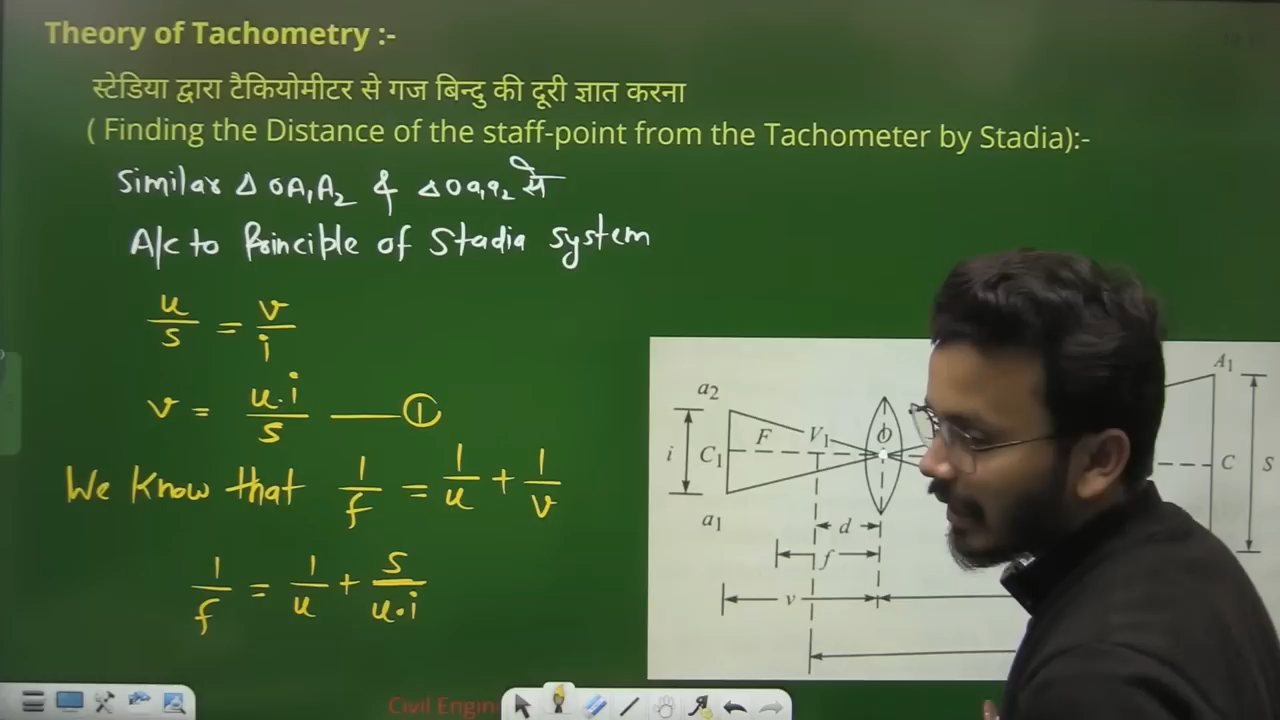 Theory of Tachometry :-
स्टेडिया द्वारा टैकियोमीटर से गज बिन्दु की दूरी ज्ञात करना
( Finding the Distance of the staff-point from the Tachometer by Stadia):-
Similar Δ OA₁A₂ & Δ Oa₁a₂ से
A/c to Principle of Stadia system
u/s = v/i
v = u.i/s —— ①
We Know that 1/f = 1/u + 1/v
1/f = 1/u + s/u.i
a2
A1
i C1 F V1 O C S
a1
d
f
v
Civil Engin